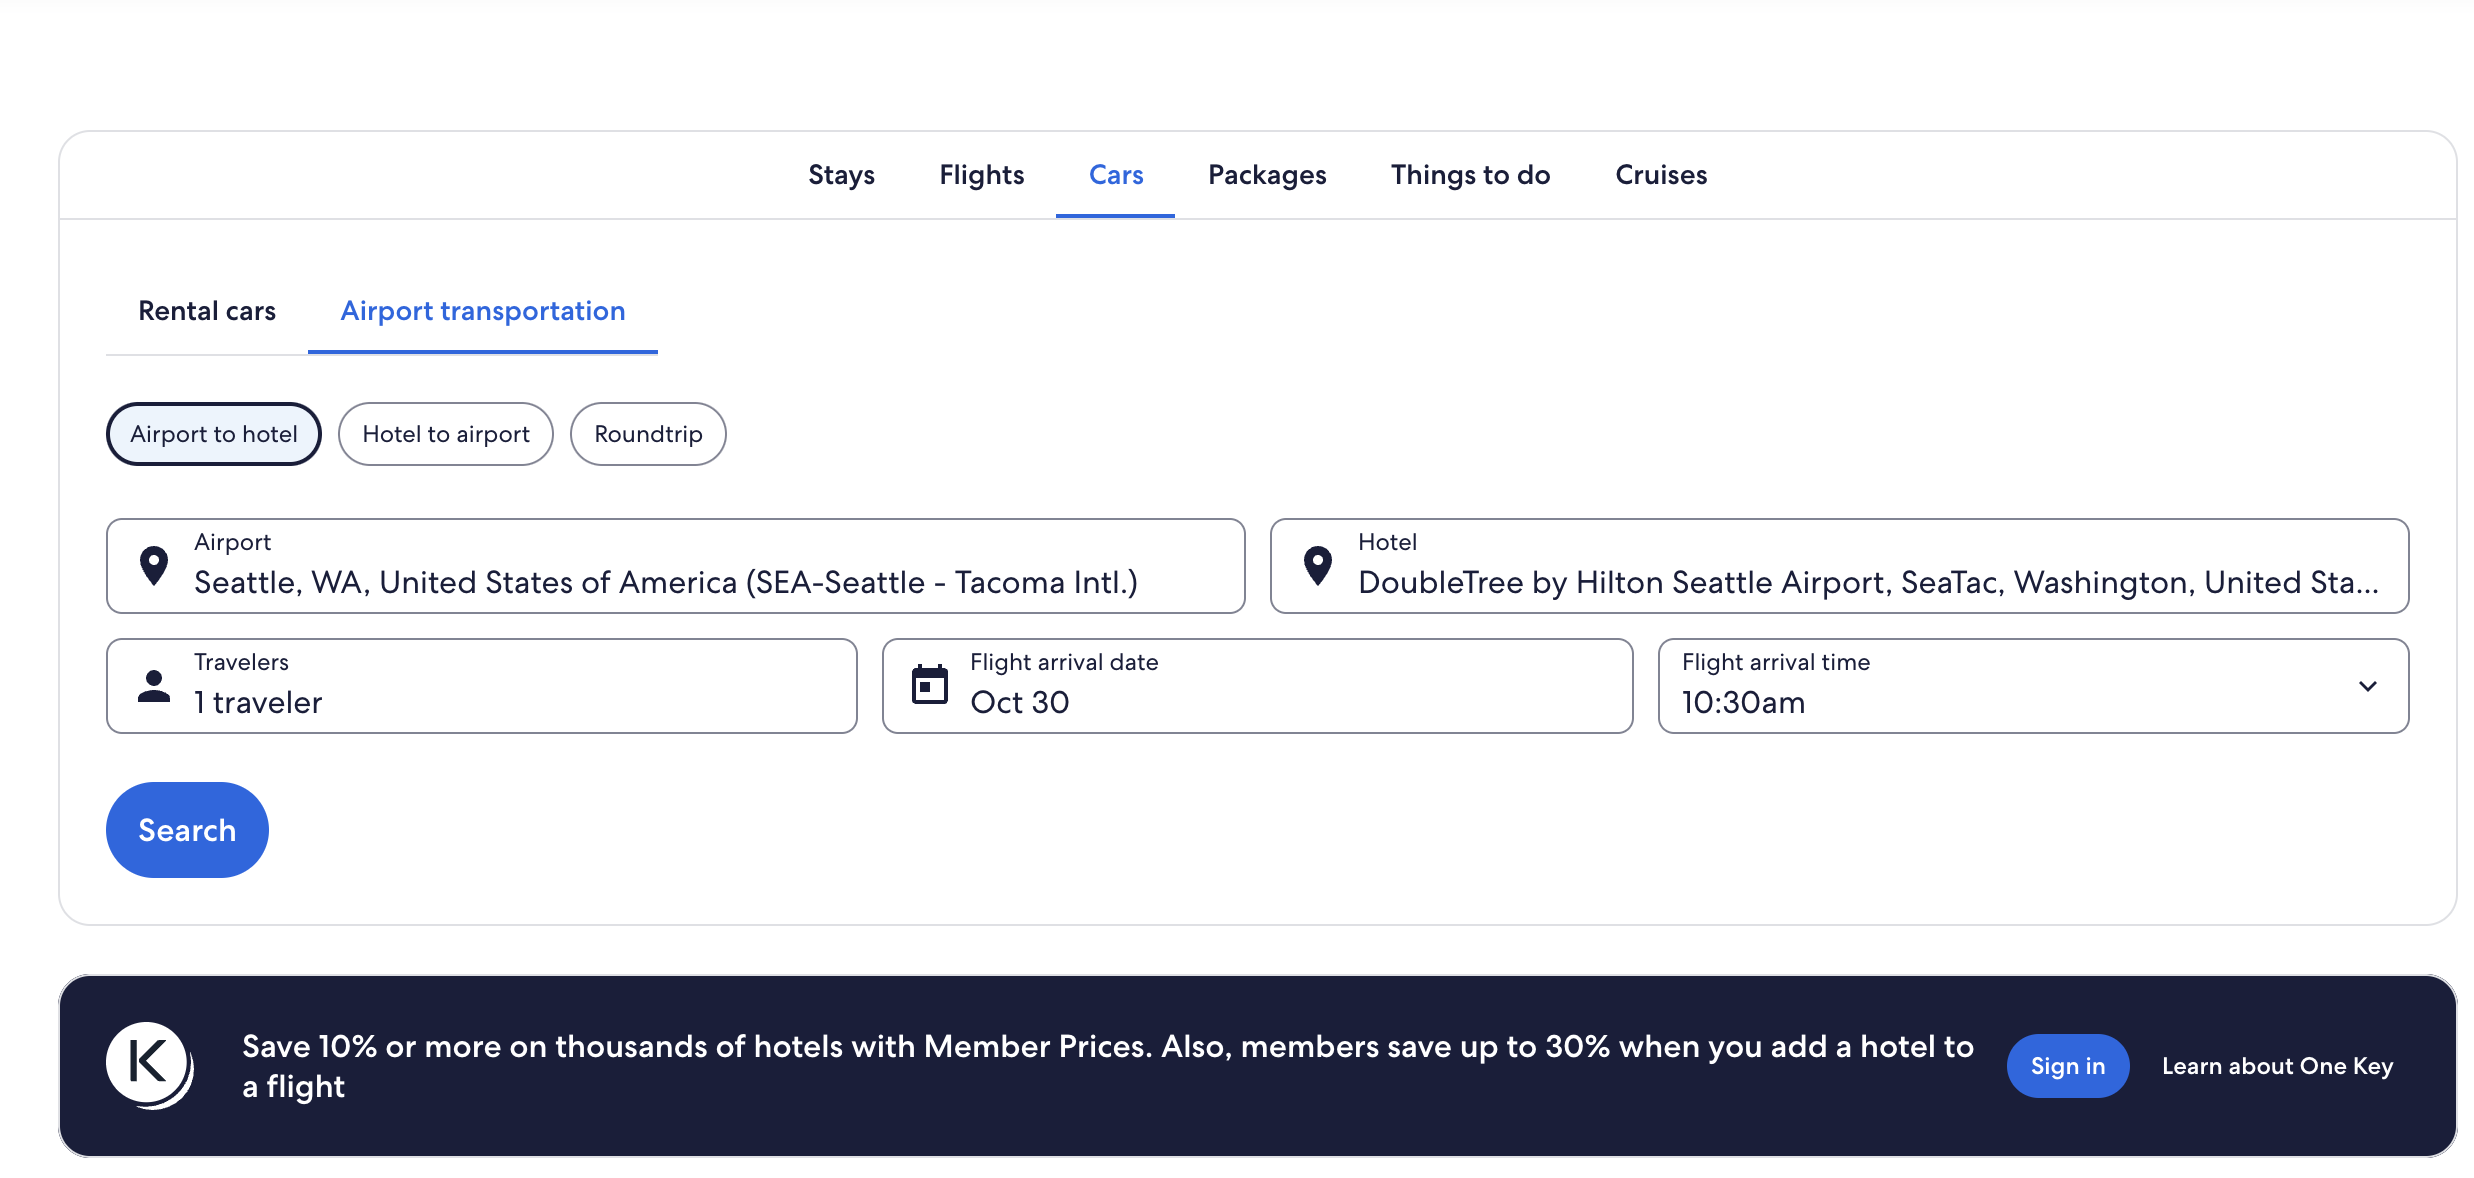 Stays Flights Cars Packages Things to do Cruises
Rental cars Airport transportation
Airport to hotel Hotel to airport Roundtrip
Airport
Seattle, WA, United States of America (SEA-Seattle - Tacoma Intl.)
Hotel
DoubleTree by Hilton Seattle Airport, SeaTac, Washington, United Sta...
Travelers
1 traveler
Flight arrival date
Oct 30
Flight arrival time
10:30am
Search
K
Save 10% or more on thousands of hotels with Member Prices. Also, members save up to 30% when you add a hotel to
a flight
Sign in
Learn about One Key